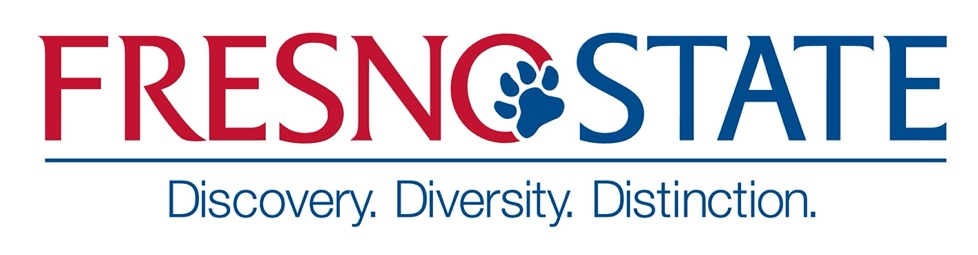 FRESNO STATE
Discovery. Diversity. Distinction.